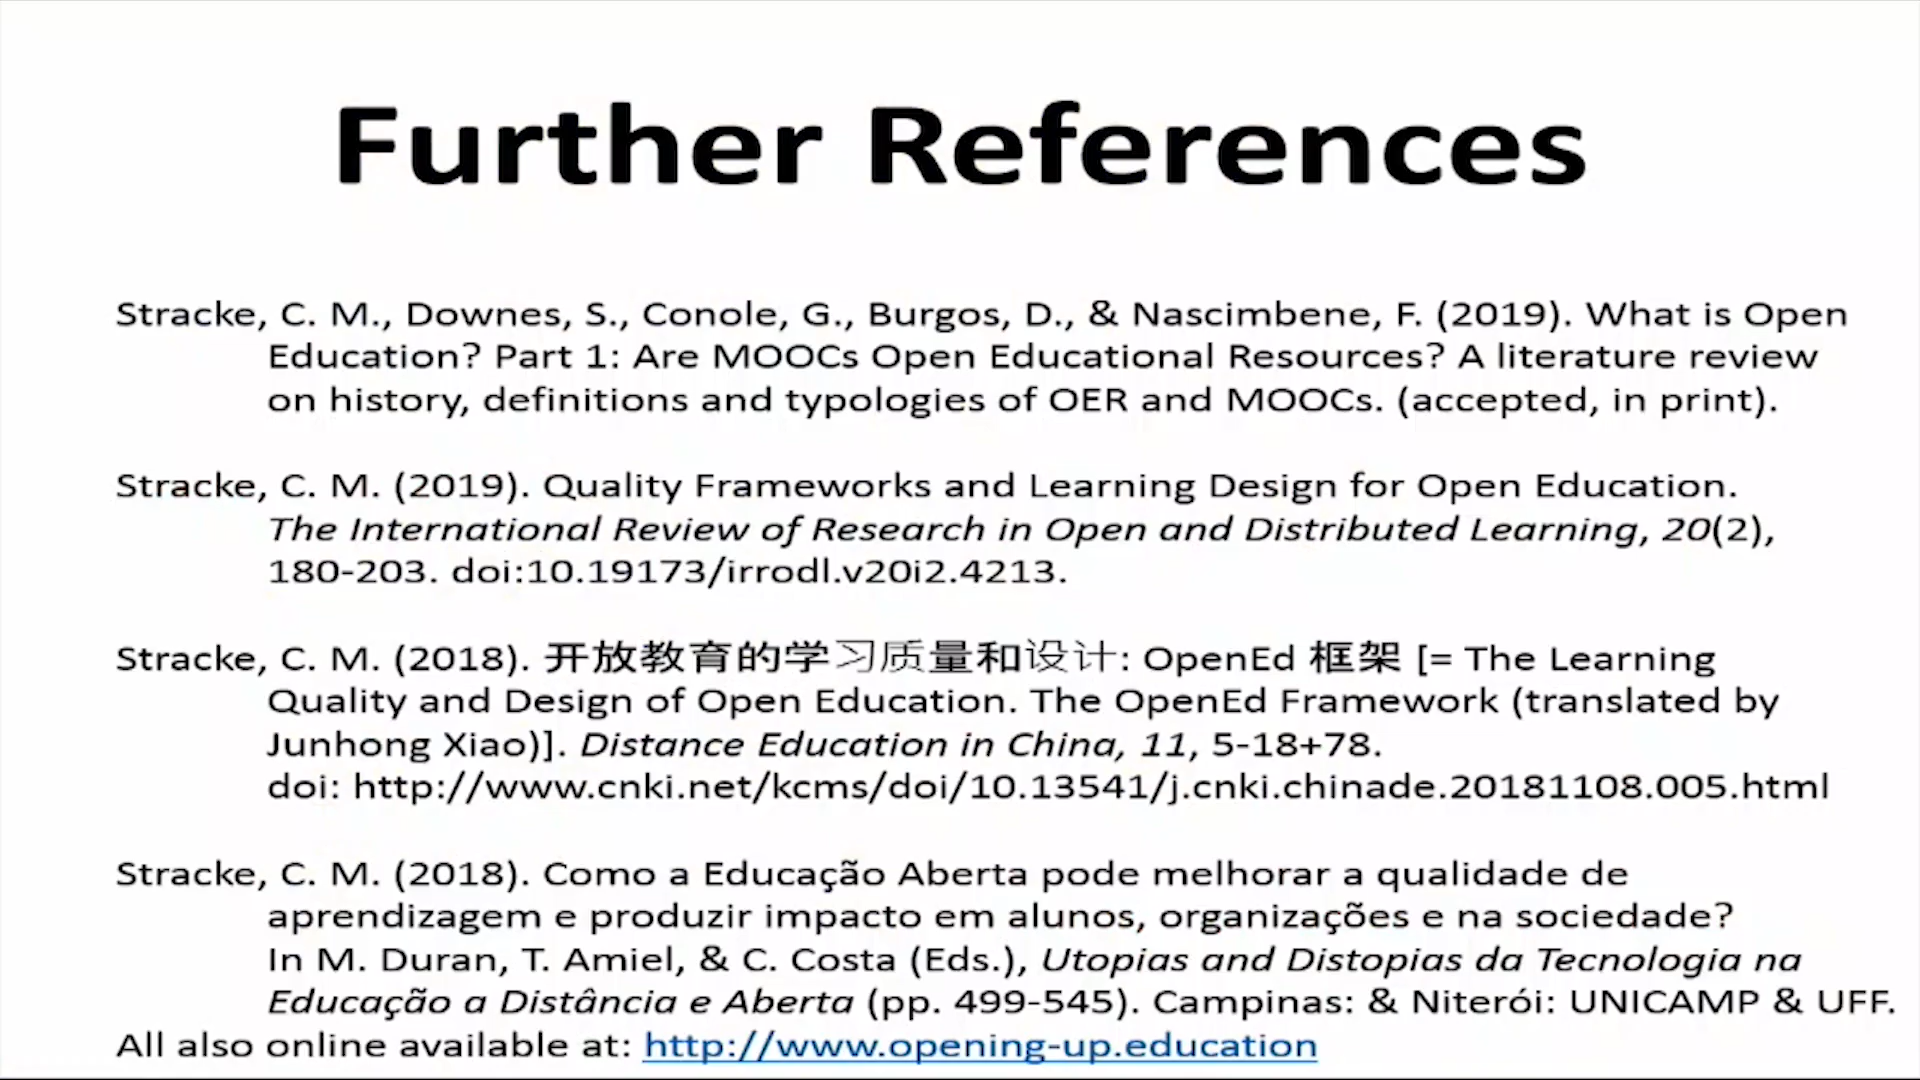 Further References
Stracke, C. M., Downes, S., Conole, G., Burgos, D., & Nascimbene, F. (2019). What is Open
Education? Part 1: Are MOOCs Open Educational Resources? A literature review
on history, definitions and typologies of OER and MOOCs. (accepted, in print).
Stracke, C. M. (2019). Quality Frameworks and Learning Design for Open Education.
The International Review of Research in Open and Distributed Learning, 20(2),
180-203. doi:10.19173/irrodl.v20i2.4213.
Stracke, C. M. (2018). 开放教育的学习质量和设计: OpenEd 框架 [= The Learning
Quality and Design of Open Education. The OpenEd Framework (translated by
Junhong Xiao)]. Distance Education in China, 11, 5-18+78.
doi: http://www.cnki.net/kcms/doi/10.13541/j.cnki.chinade.20181108.005.html
Stracke, C. M. (2018). Como a Educação Aberta pode melhorar a qualidade de
aprendizagem e produzir impacto em alunos, organizações e na sociedade?
In M. Duran, T. Amiel, & C. Costa (Eds.), Utopias and Distopias da Tecnologia na
Educação a Distância e Aberta (pp. 499-545). Campinas: & Niterói: UNICAMP & UFF.
All also online available at: http://www.opening-up.education